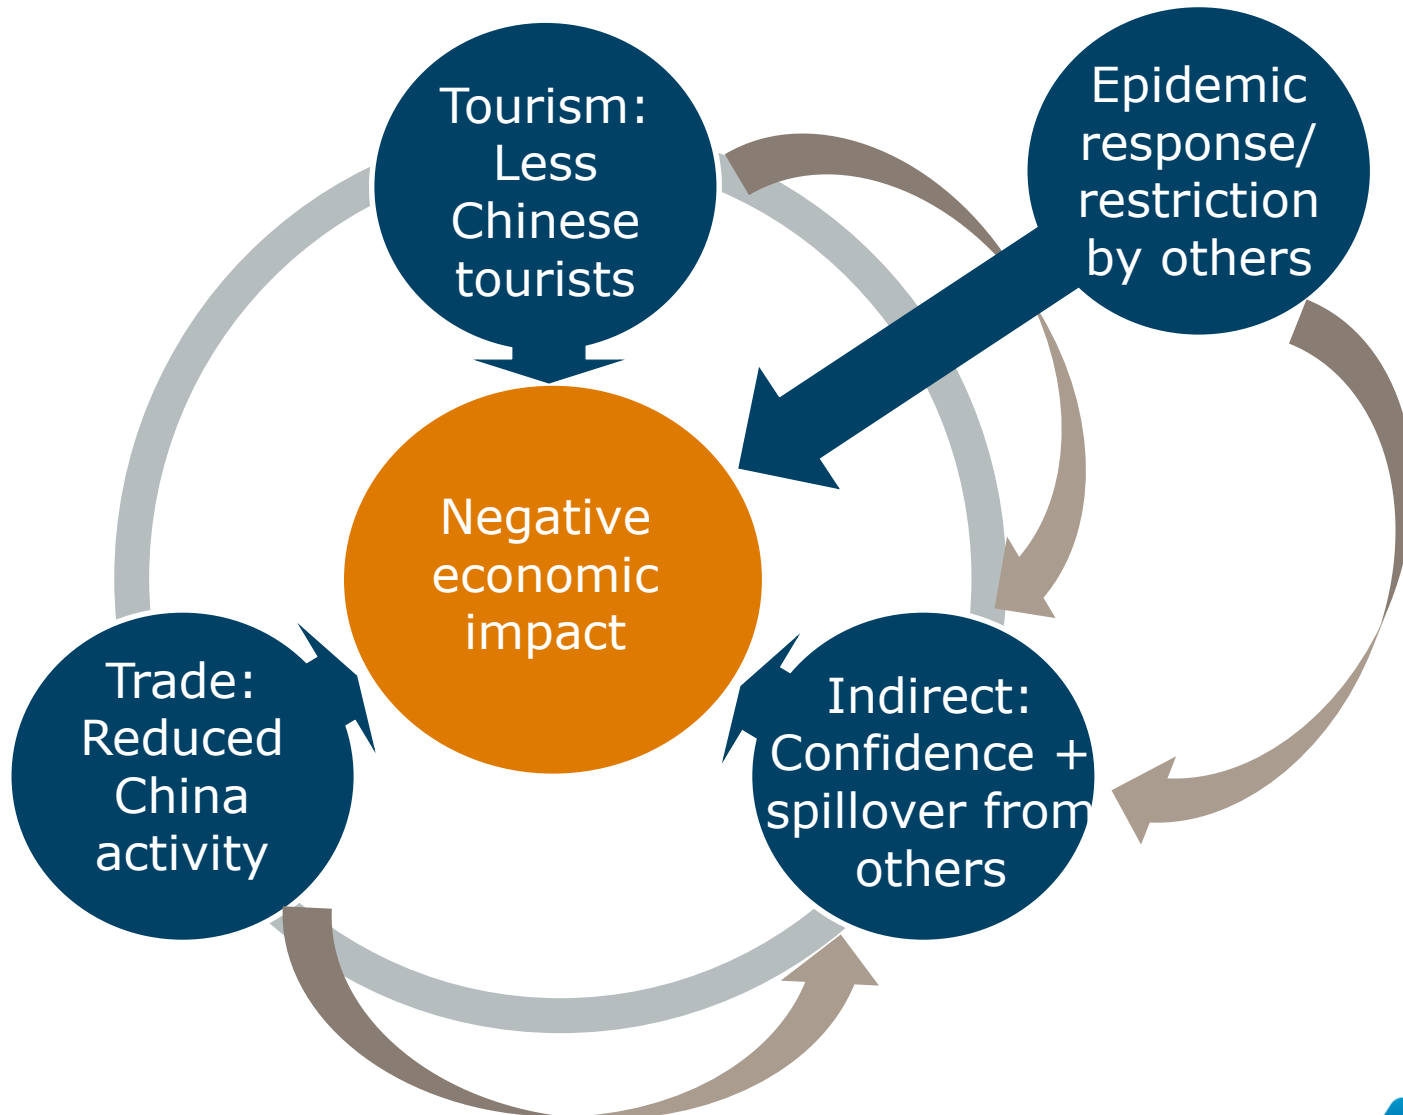 Tourism:
Less
Chinese
tourists
Epidemic
response/
restriction
by others
Negative
economic
impact
Trade:
Reduced
China
activity
Indirect:
Confidence +
spillover from
others